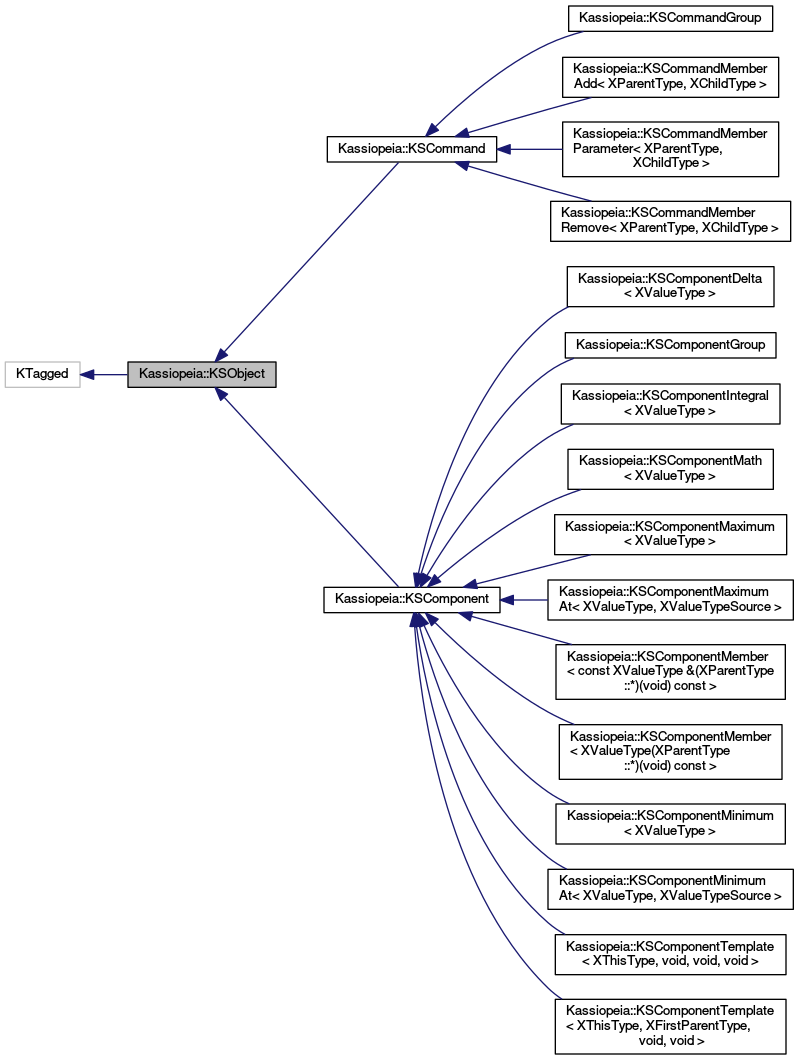 KTagged
Kassiopeia::KSObject
Kassiopeia::KSCommand
Kassiopeia::KSCommandGroup
Kassiopeia::KSCommandMember
Add< XParentType, XChildType >
Kassiopeia::KSCommandMember
Parameter< XParentType,
XChildType >
Kassiopeia::KSCommandMember
Remove< XParentType, XChildType >
Kassiopeia::KSComponent
Kassiopeia::KSComponentDelta
< XValueType >
Kassiopeia::KSComponentGroup
Kassiopeia::KSComponentIntegral
< XValueType >
Kassiopeia::KSComponentMath
< XValueType >
Kassiopeia::KSComponentMaximum
< XValueType >
Kassiopeia::KSComponentMaximum
At< XValueType, XValueTypeSource >
Kassiopeia::KSComponentMember
< const XValueType &(XParentType
::*)(void) const >
Kassiopeia::KSComponentMember
< XValueType(XParentType
::*)(void) const >
Kassiopeia::KSComponentMinimum
< XValueType >
Kassiopeia::KSComponentMinimum
At< XValueType, XValueTypeSource >
Kassiopeia::KSComponentTemplate
< XThisType, void, void, void >
Kassiopeia::KSComponentTemplate
< XThisType, XFirstParentType,
void, void >